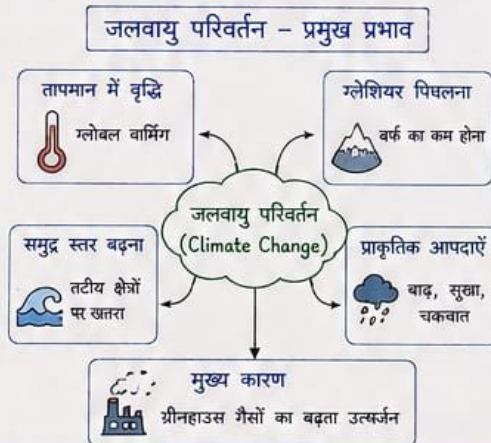 जलवायु परिवर्तन – प्रमुख प्रभाव
तापमान में वृद्धि
ग्लोबल वार्मिंग
ग्लेशियर पिघलना
बर्फ का कम होना
जलवायु परिवर्तन
(Climate Change)
समुद्र स्तर बढ़ना
तटीय क्षेत्रों
पर खतरा
प्राकृतिक आपदाएँ
बाढ़, सूखा,
चक्रवात
मुख्य कारण
ग्रीनहाउस गैसों का बढ़ता उत्सर्जन